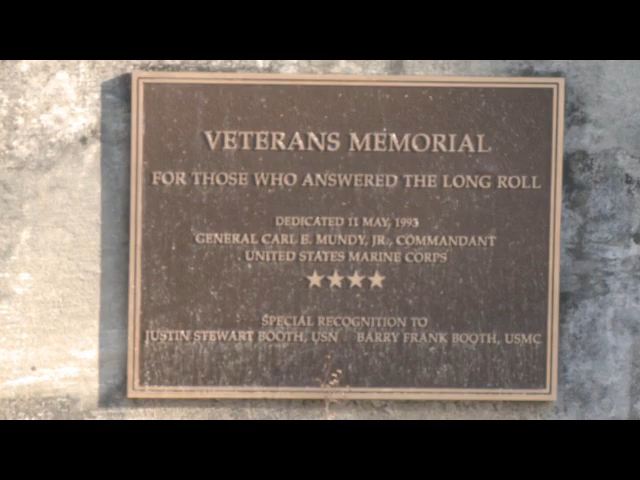 VETERANS MEMORIAL
FOR THOSE WHO ANSWERED THE LONG ROLL
DEDICATED 11 MAY, 1993
GENERAL CARL E. MUNDY, JR., COMMANDANT
UNITED STATES MARINE CORPS
SPECIAL RECOGNITION TO
JUSTIN STEWART BOOTH, USN BARRY FRANK BOOTH, USMC